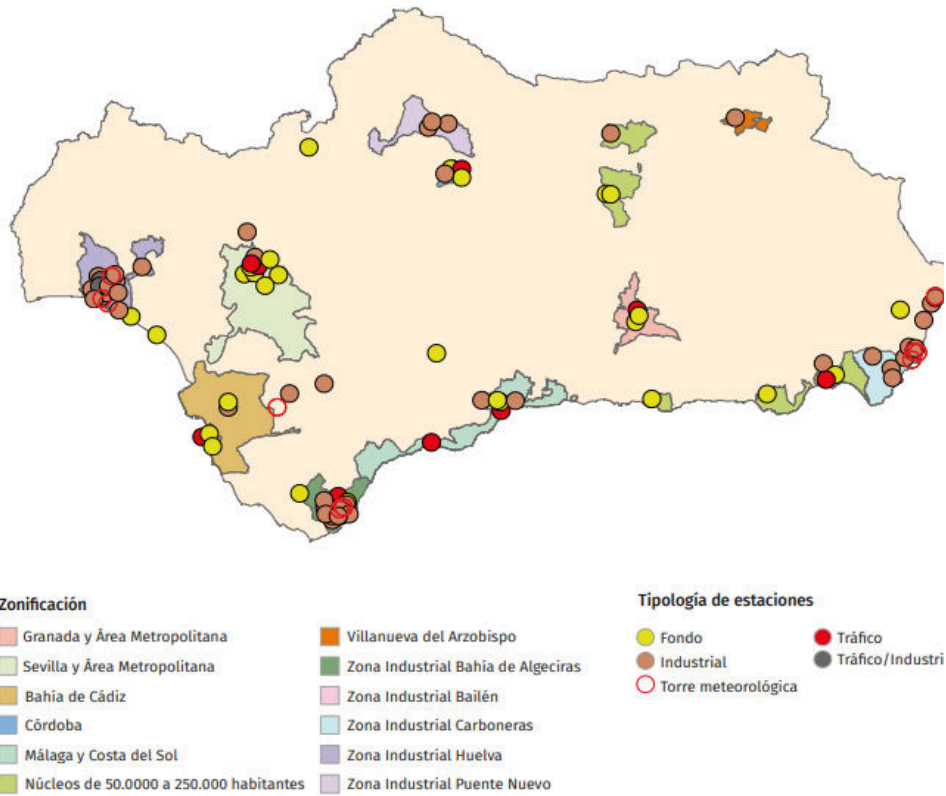 Zonificación
Granada y Área Metropolitana
Sevilla y Área Metropolitana
Bahía de Cádiz
Córdoba
Málaga y Costa del Sol
Núcleos de 50.0000 a 250.000 habitantes
Villanueva del Arzobispo
Zona Industrial Bahía de Algeciras
Zona Industrial Bailén
Zona Industrial Carboneras
Zona Industrial Huelva
Zona Industrial Puente Nuevo
Tipología de estaciones
Fondo
Industrial
Torre meteorológica
Tráfico
Tráfico/Industri